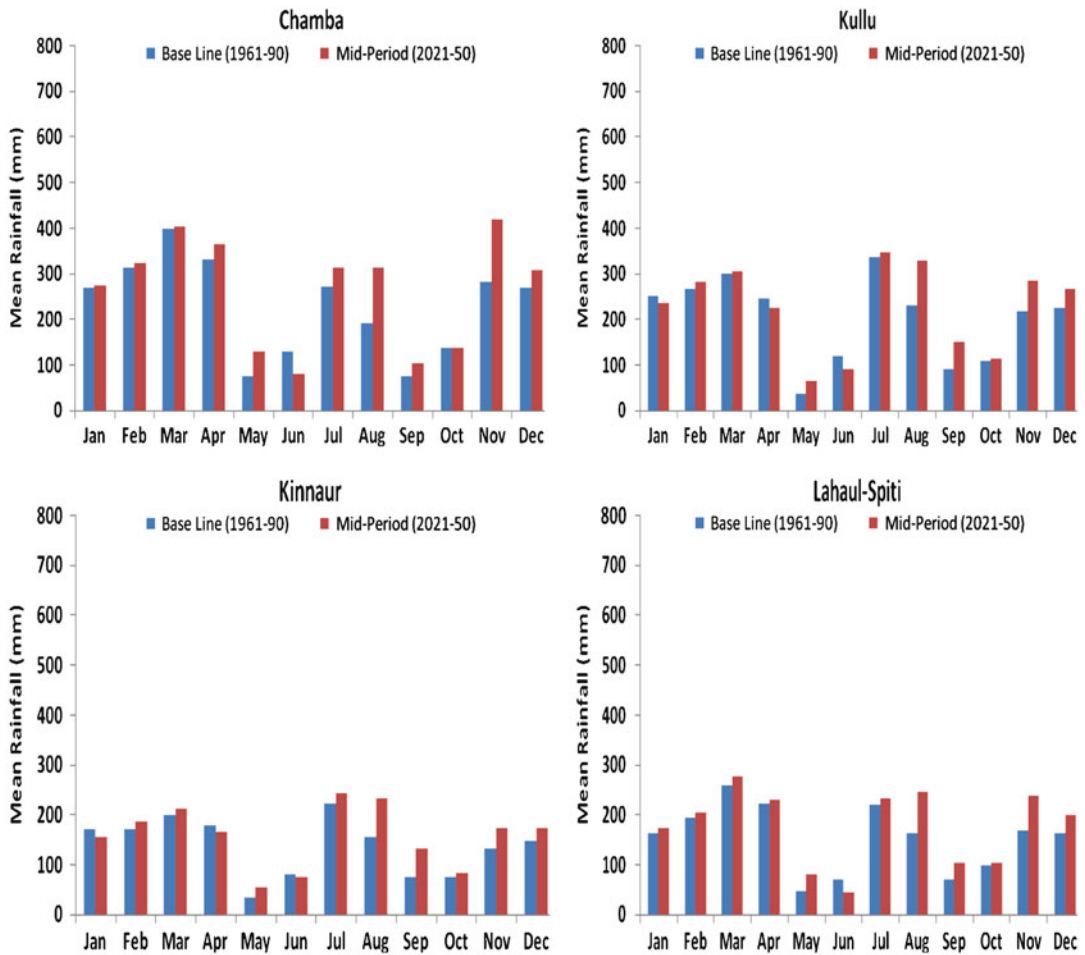 Chamba
Base Line (1961-90) Mid-Period (2021-50)
Mean Rainfall (mm)
800
700
600
500
400
300
200
100
0
Jan Feb Mar Apr May Jun Jul Aug Sep Oct Nov Dec
Kullu
Base Line (1961-90) Mid-Period (2021-50)
Mean Rainfall (mm)
800
700
600
500
400
300
200
100
0
Jan Feb Mar Apr May Jun Jul Aug Sep Oct Nov Dec
Kinnaur
Base Line (1961-90) Mid-Period (2021-50)
Mean Rainfall (mm)
800
700
600
500
400
300
200
100
0
Jan Feb Mar Apr May Jun Jul Aug Sep Oct Nov Dec
Lahaul-Spiti
Base Line (1961-90) Mid-Period (2021-50)
Mean Rainfall (mm)
800
700
600
500
400
300
200
100
0
Jan Feb Mar Apr May Jun Jul Aug Sep Oct Nov Dec